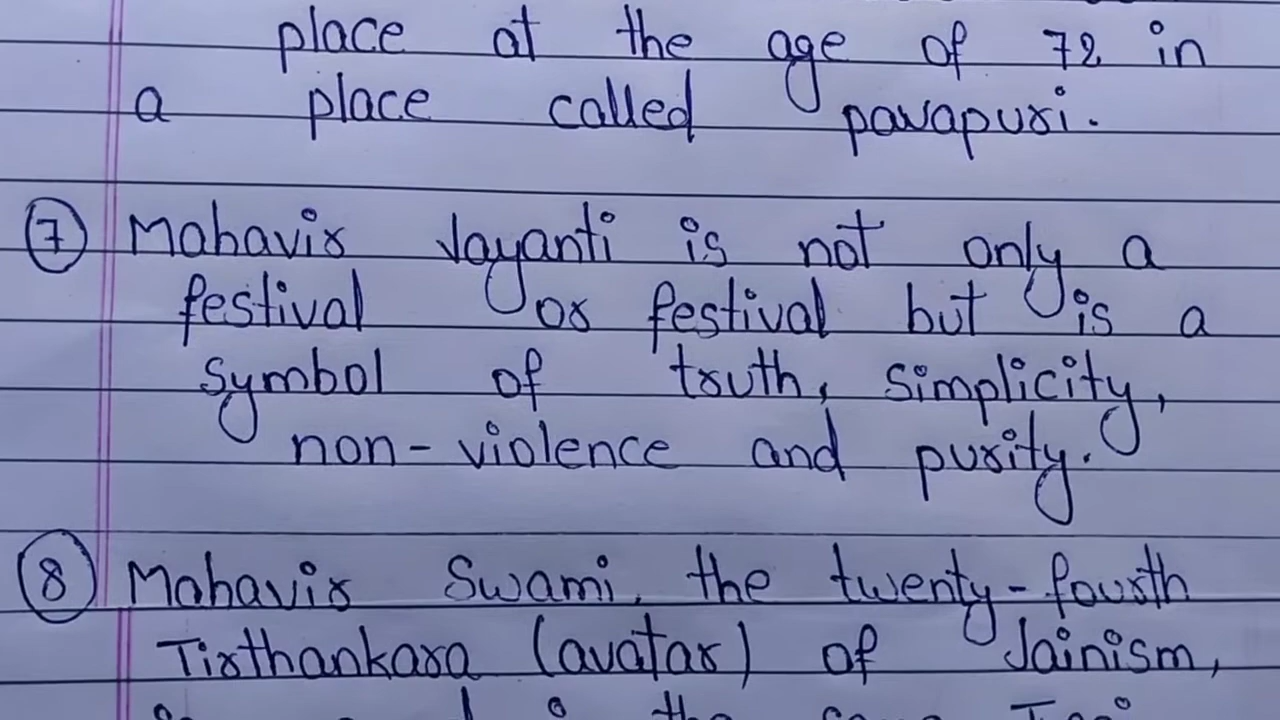 place at the age of 72 in
a place called pavapuri.
7 Mahavir Jayanti is not only a
festival or festival but is a
symbol of truth, simplicity,
non-violence and purity.
8 Mahavir Swami, the twenty-fourth
Tirthankara (avatar) of Jainism,
the